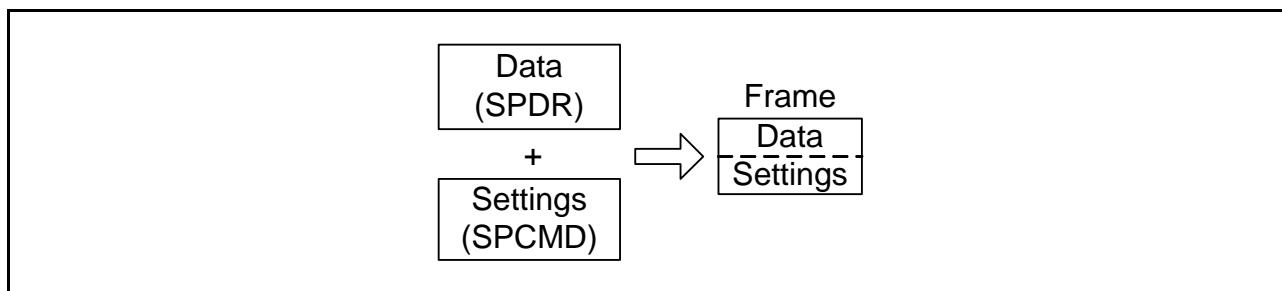 Data
(SPDR)
+
Settings
(SPCMD)
Frame
Data
Settings